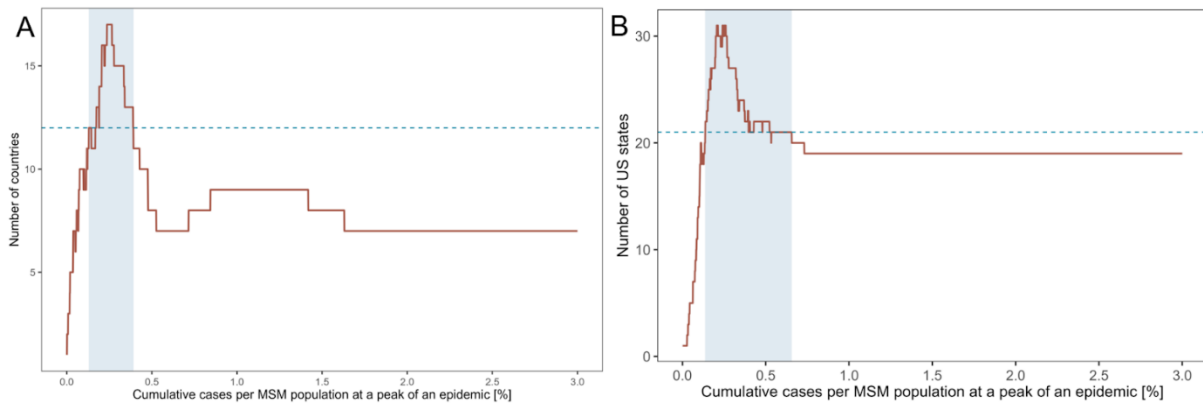 A
Number of countries
15
10
5
0.0 0.5 1.0 1.5 2.0 2.5 3.0
Cumulative cases per MSM population at a peak of an epidemic [%]
B
Number of US states
30
20
10
0
0.0 0.5 1.0 1.5 2.0 2.5 3.0
Cumulative cases per MSM population at a peak of an epidemic [%]